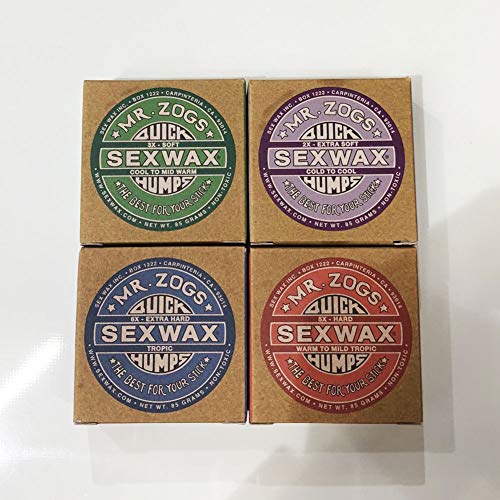 SEX WAX INC. • BOX 1222 • CARPINTERIA • CA • 93014
MR. ZOGS
QUICK
3X - SOFT
SEXWAX
COOL TO MID WARM
HUMPS
THE BEST FOR YOUR STICK
WWW.SEXWAX.COM • NET WT. 85 GRAMS • NON-TOXIC
SEX WAX INC. • BOX 1222 • CARPINTERIA • CA • 93014
MR. ZOGS
QUICK
2X - EXTRA SOFT
SEXWAX
COLD TO COOL
HUMPS
THE BEST FOR YOUR STICK
WWW.SEXWAX.COM • NET WT. 85 GRAMS • NON-TOXIC
SEX WAX INC. • BOX 1222 • CARPINTERIA • CA • 93014
MR. ZOGS
QUICK
6X - EXTRA HARD
SEXWAX
TROPIC
HUMPS
THE BEST FOR YOUR STICK
WWW.SEXWAX.COM • NET WT. 85 GRAMS • NON-TOXIC
SEX WAX INC. • BOX 1222 • CARPINTERIA • CA • 93014
MR. ZOGS
QUICK
5X - HARD
SEXWAX
WARM TO MILD TROPIC
HUMPS
THE BEST FOR YOUR STICK
WWW.SEXWAX.COM • NET WT. 85 GRAMS • NON-TOXIC